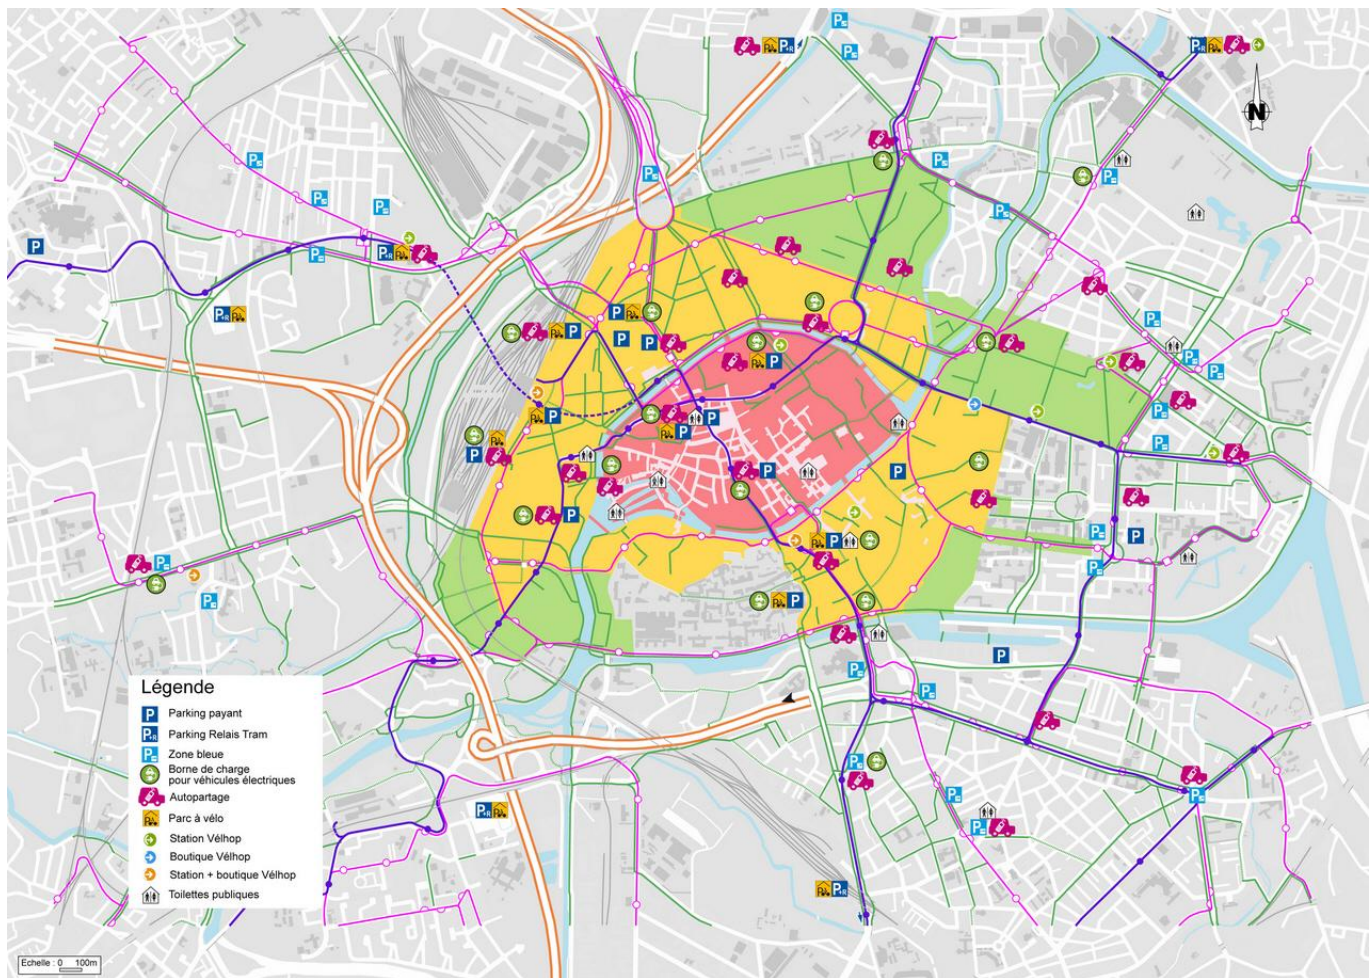 N
Légende
P Parking payant
P+R Parking Relais Tram
P Zone bleue
Borne de charge
pour véhicules électriques
Autopartage
Parc à vélo
Station Vélhop
Boutique Vélhop
Station + boutique Vélhop
Toilettes publiques
Echelle : 0 100m